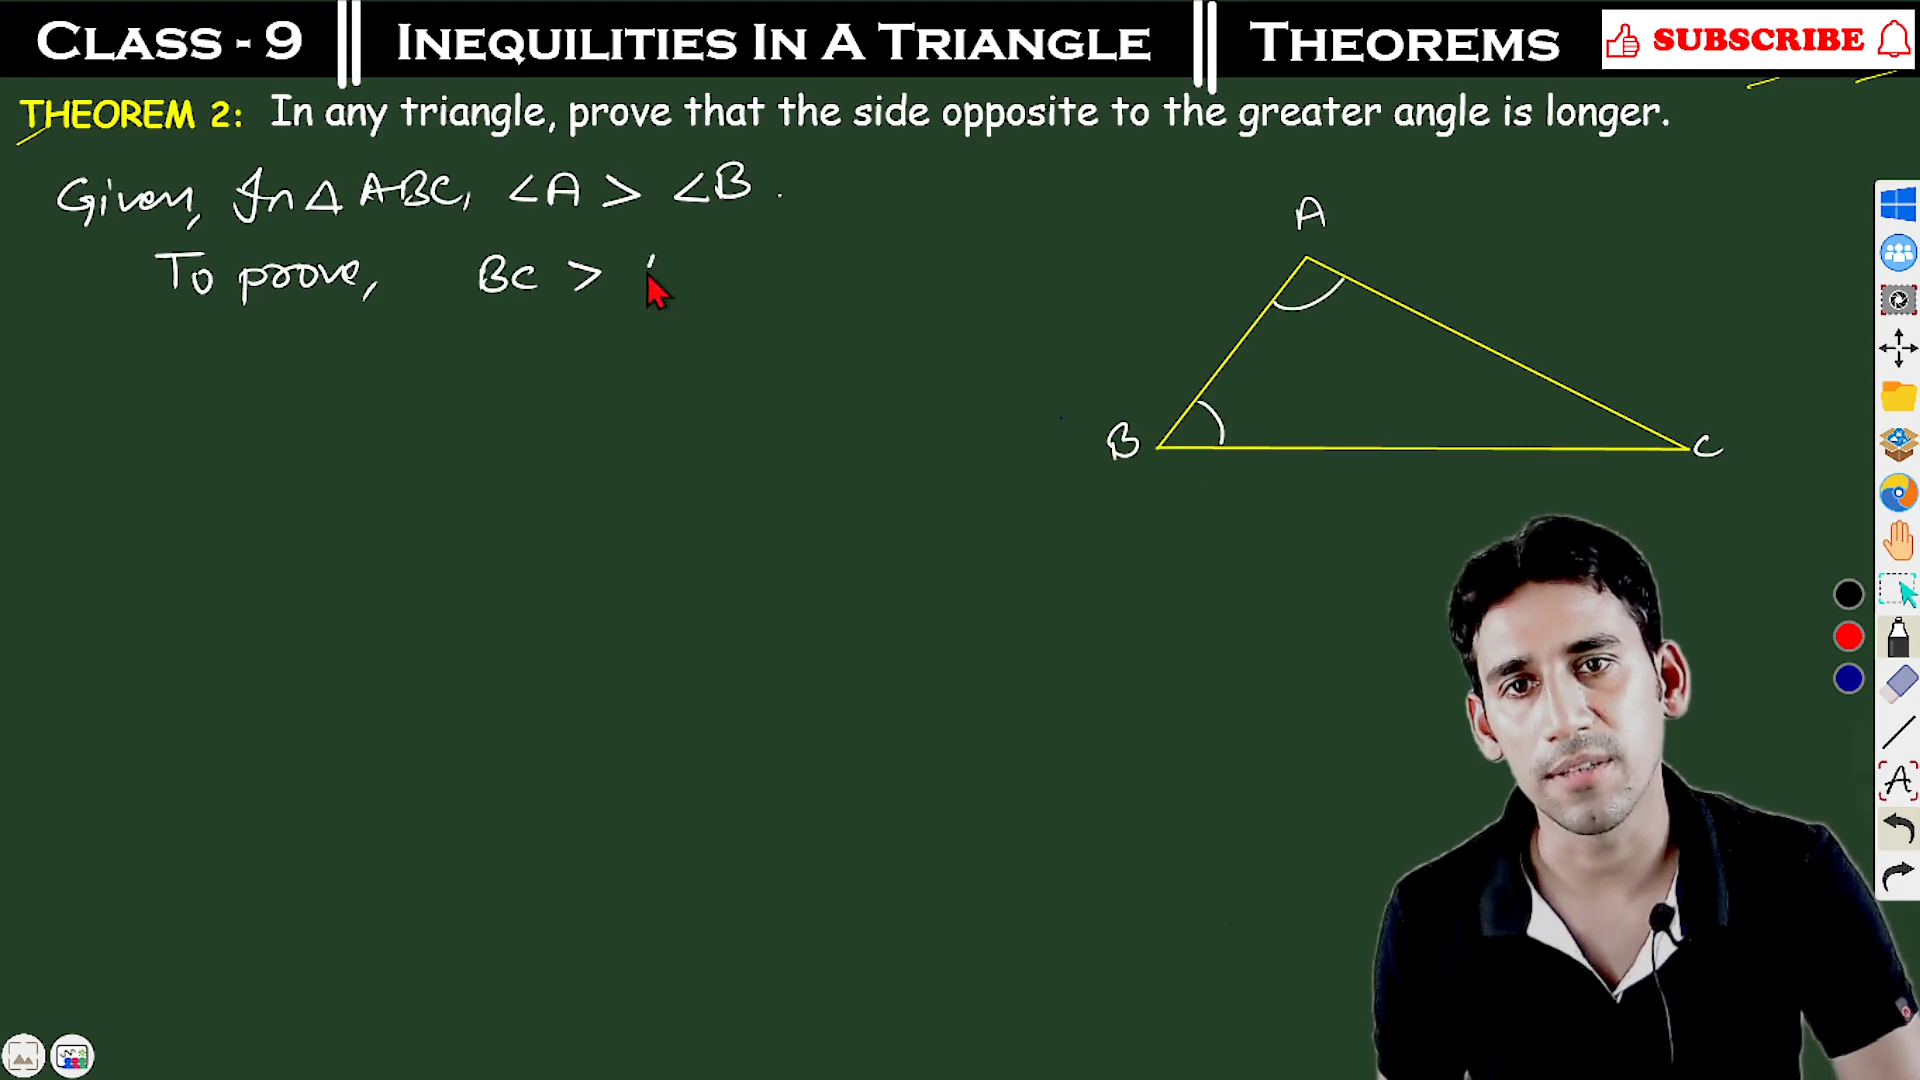 CLASS - 9 || INEQUILITIES IN A TRIANGLE || THEOREMS SUBSCRIBE
THEOREM 2: In any triangle, prove that the side opposite to the greater angle is longer.
Given, In △ ABC, ∠A > ∠B.
To prove, BC >
A
B
C